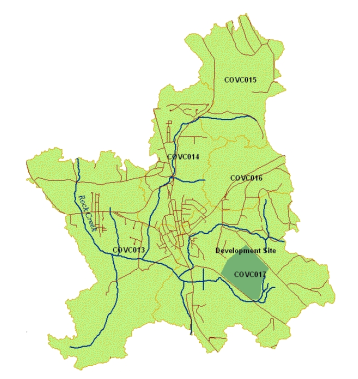 COVC015
COVC014
COVC016
Rock Creek
COVC013
Development Site
COVC017